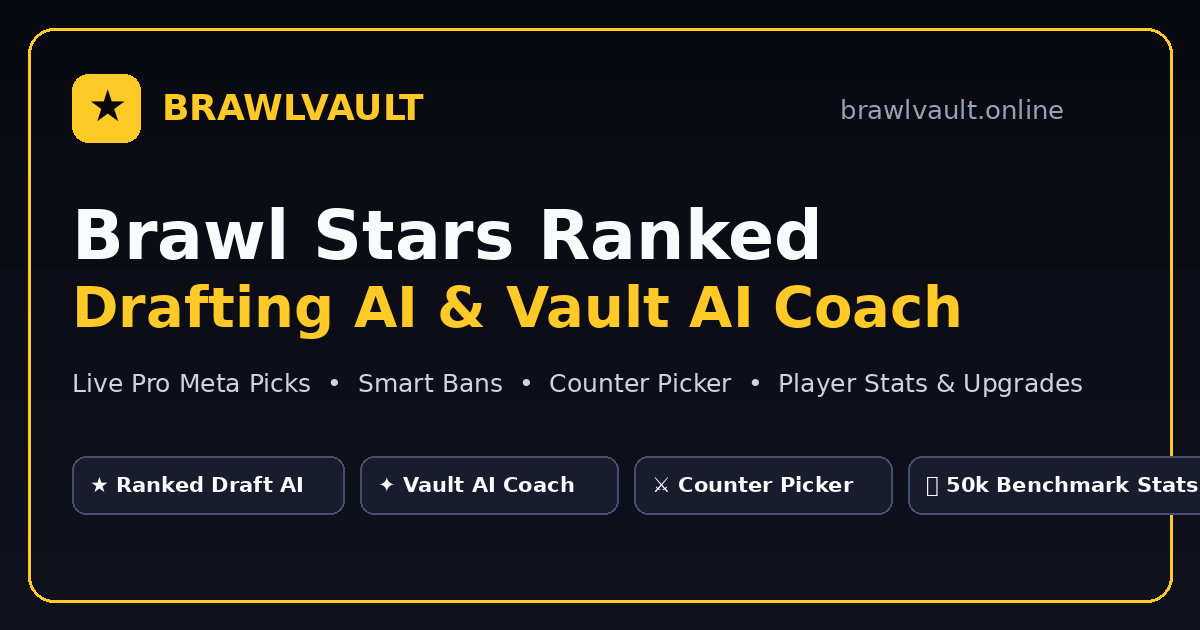 ★ BRAWLVAULT
brawlvault.online
Brawl Stars Ranked
Drafting AI & Vault AI Coach
Live Pro Meta Picks • Smart Bans • Counter Picker • Player Stats & Upgrades
★ Ranked Draft AI
✦ Vault AI Coach
⚔ Counter Picker
50k Benchmark Stats